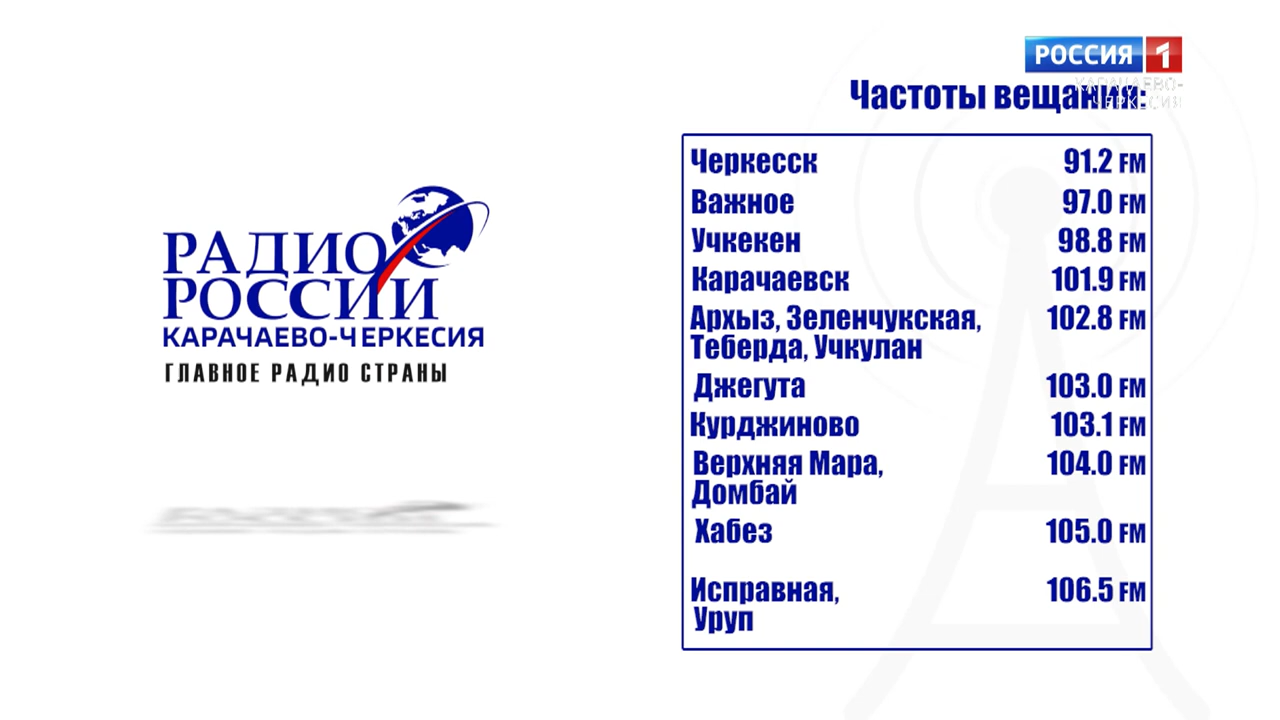 РОССИЯ 1
КАРАЧАЕВО-
ЧЕРКЕСИЯ
Частоты вещания:
РАДИО
РОССИИ
КАРАЧАЕВО-ЧЕРКЕСИЯ
ГЛАВНОЕ РАДИО СТРАНЫ
Черкесск 91.2 FM
Важное 97.0 FM
Учкекен 98.8 FM
Карачаевск 101.9 FM
Архыз, Зеленчукская, 102.8 FM
Теберда, Учкулан
Джегута 103.0 FM
Курджиново 103.1 FM
Верхняя Мара, 104.0 FM
Домбай
Хабез 105.0 FM
Исправная, 106.5 FM
Уруп